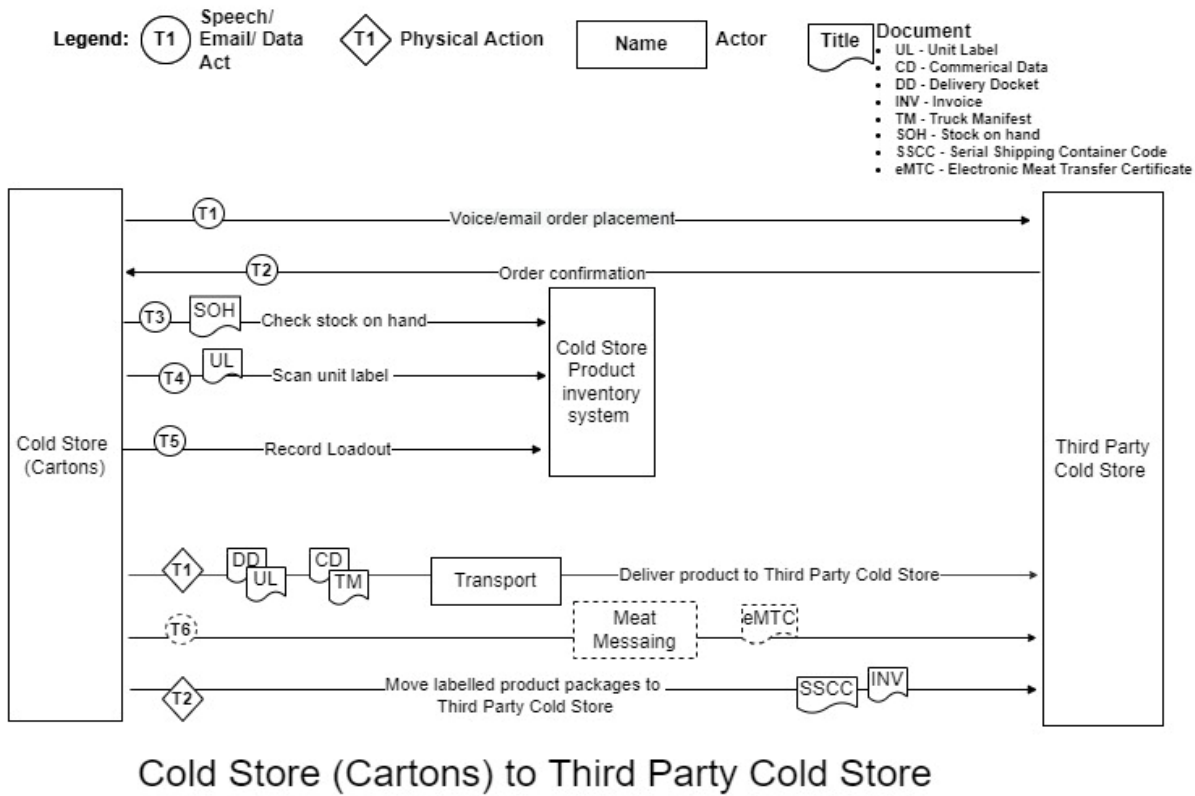 Legend:
T1
Speech/
Email/ Data
Act
T1
Physical Action
Name
Actor
Title
Document
• UL - Unit Label
• CD - Commerical Data
• DD - Delivery Docket
• INV - Invoice
• TM - Truck Manifest
• SOH - Stock on hand
• SSCC - Serial Shipping Container Code
• eMTC - Electronic Meat Transfer Certificate
Cold Store
(Cartons)
Third Party
Cold Store
T1
Voice/email order placement
T2
Order confirmation
T3
SOH
Check stock on hand
T4
UL
Scan unit label
T5
Record Loadout
Cold Store
Product
inventory
system
T1
DD
UL
CD
TM
Transport
Deliver product to Third Party Cold Store
T6
Meat
Messaing
eMTC
T2
Move labelled product packages to
Third Party Cold Store
SSCC
INV
Cold Store (Cartons) to Third Party Cold Store